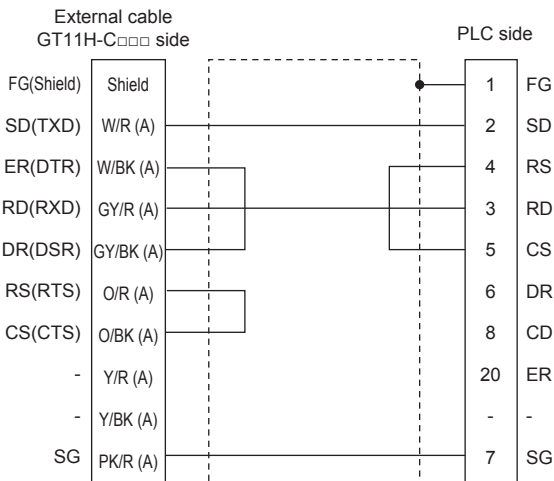 External cable
GT11H-C□□□ side
PLC side
FG(Shield) Shield 1 FG
SD(TXD) W/R (A) 2 SD
ER(DTR) W/BK (A) 4 RS
RD(RXD) GY/R (A) 3 RD
DR(DSR) GY/BK (A) 5 CS
RS(RTS) O/R (A) 6 DR
CS(CTS) O/BK (A) 8 CD
- Y/R (A) 20 ER
- Y/BK (A) - -
SG PK/R (A) 7 SG